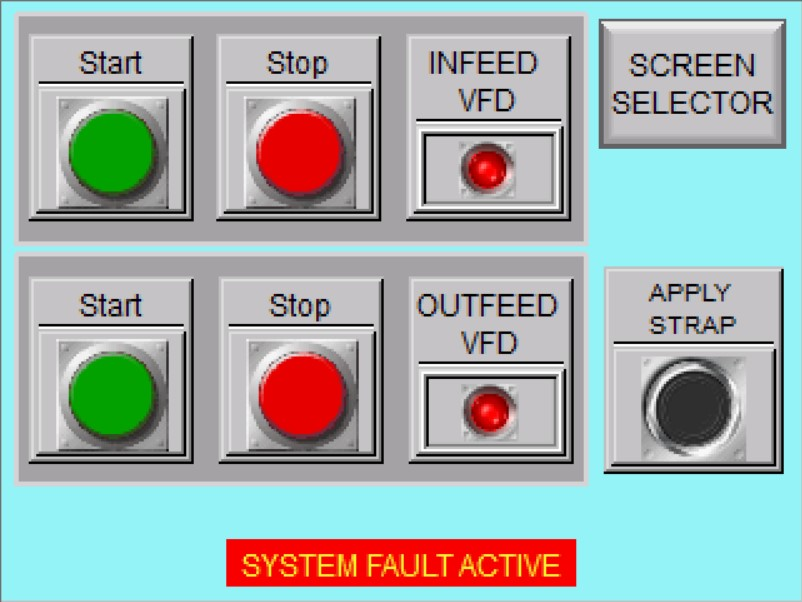 Start
Stop
INFEED
VFD
SCREEN
SELECTOR
Start
Stop
OUTFEED
VFD
APPLY
STRAP
SYSTEM FAULT ACTIVE